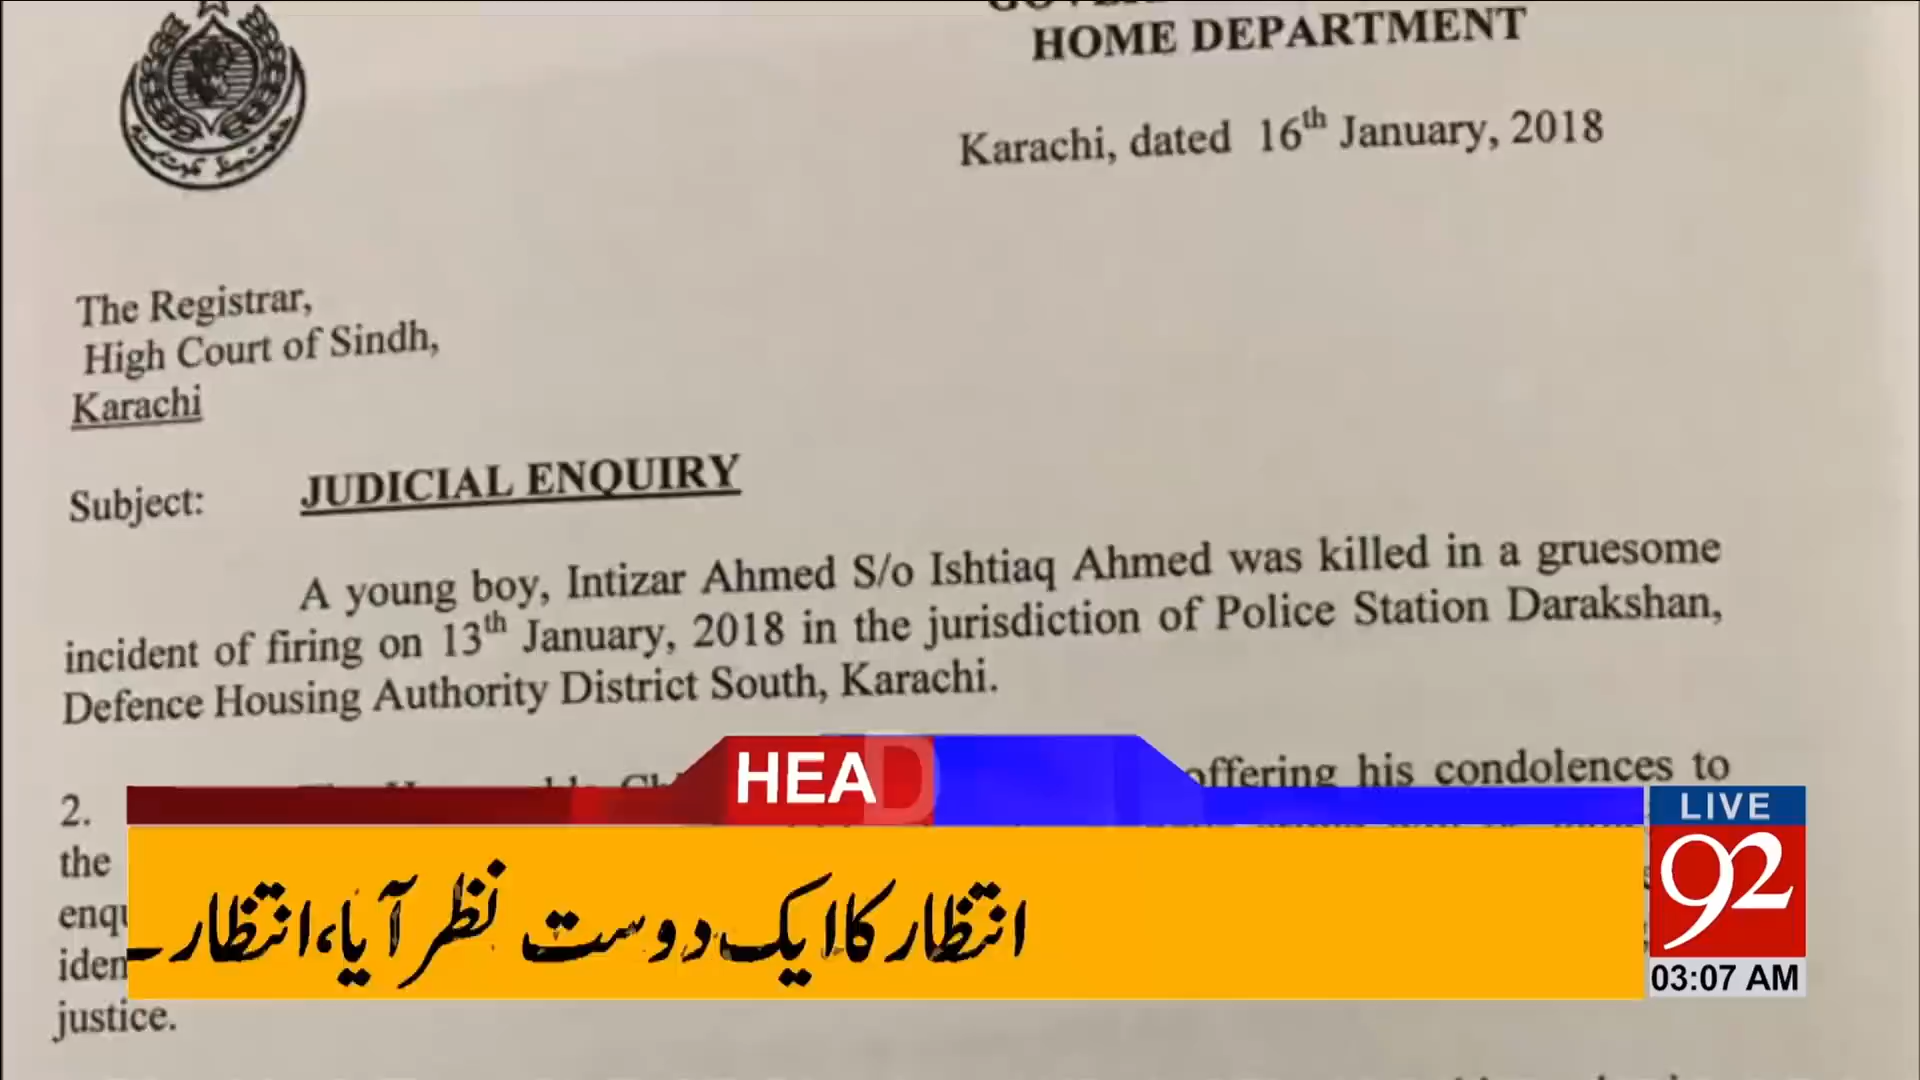 HOME DEPARTMENT
Karachi, dated 16th January, 2018
The Registrar,
High Court of Sindh,
Karachi
Subject: JUDICIAL ENQUIRY
A young boy, Intizar Ahmed S/o Ishtiaq Ahmed was killed in a gruesome
incident of firing on 13th January, 2018 in the jurisdiction of Police Station Darakshan,
Defence Housing Authority District South, Karachi.
2. offering his condolences to
the
justice.
HEAD
انتظار کا ایک دوست نظر آیا، انتظار
LIVE
92
03:07 AM